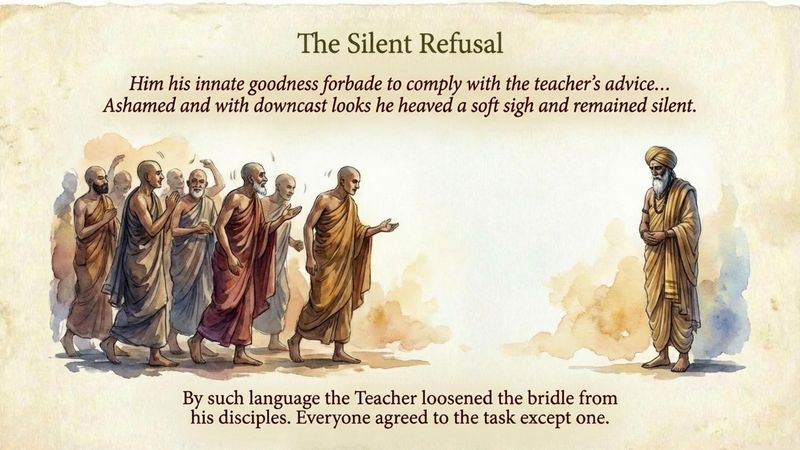 The Silent Refusal
Him his innate goodness forbade to comply with the teacher's advice...
Ashamed and with downcast looks he heaved a soft sigh and remained silent.
By such language the Teacher loosened the bridle from
his disciples. Everyone agreed to the task except one.